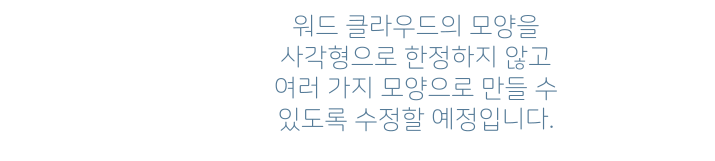 워드 클라우드의 모양을
사각형으로 한정하지 않고
여러 가지 모양으로 만들 수
있도록 수정할 예정입니다.